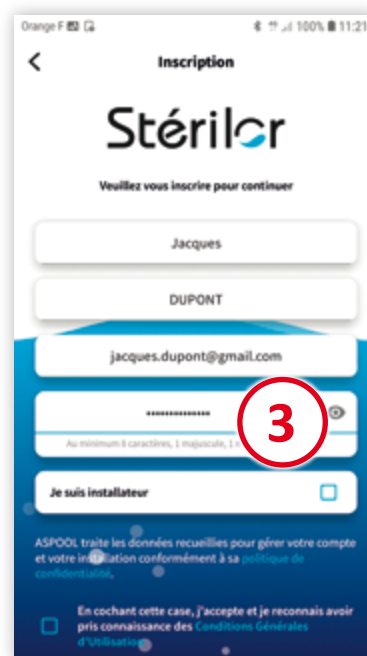 Orange F 100% 11:21
Inscription
Stérilor
Veuillez vous inscrire pour continuer
Jacques
DUPONT
jacques.dupont@gmail.com
••••••••••••••
3
Au minimum 8 caractères, 1 majuscule, 1
Je suis installateur
ASPOOL traite les données recueillies pour gérer votre compte
et votre installation conformément à sa politique de
confidentialité.
En cochant cette case, j'accepte et je reconnais avoir
pris connaissance des Conditions Générales
d'Utilisation